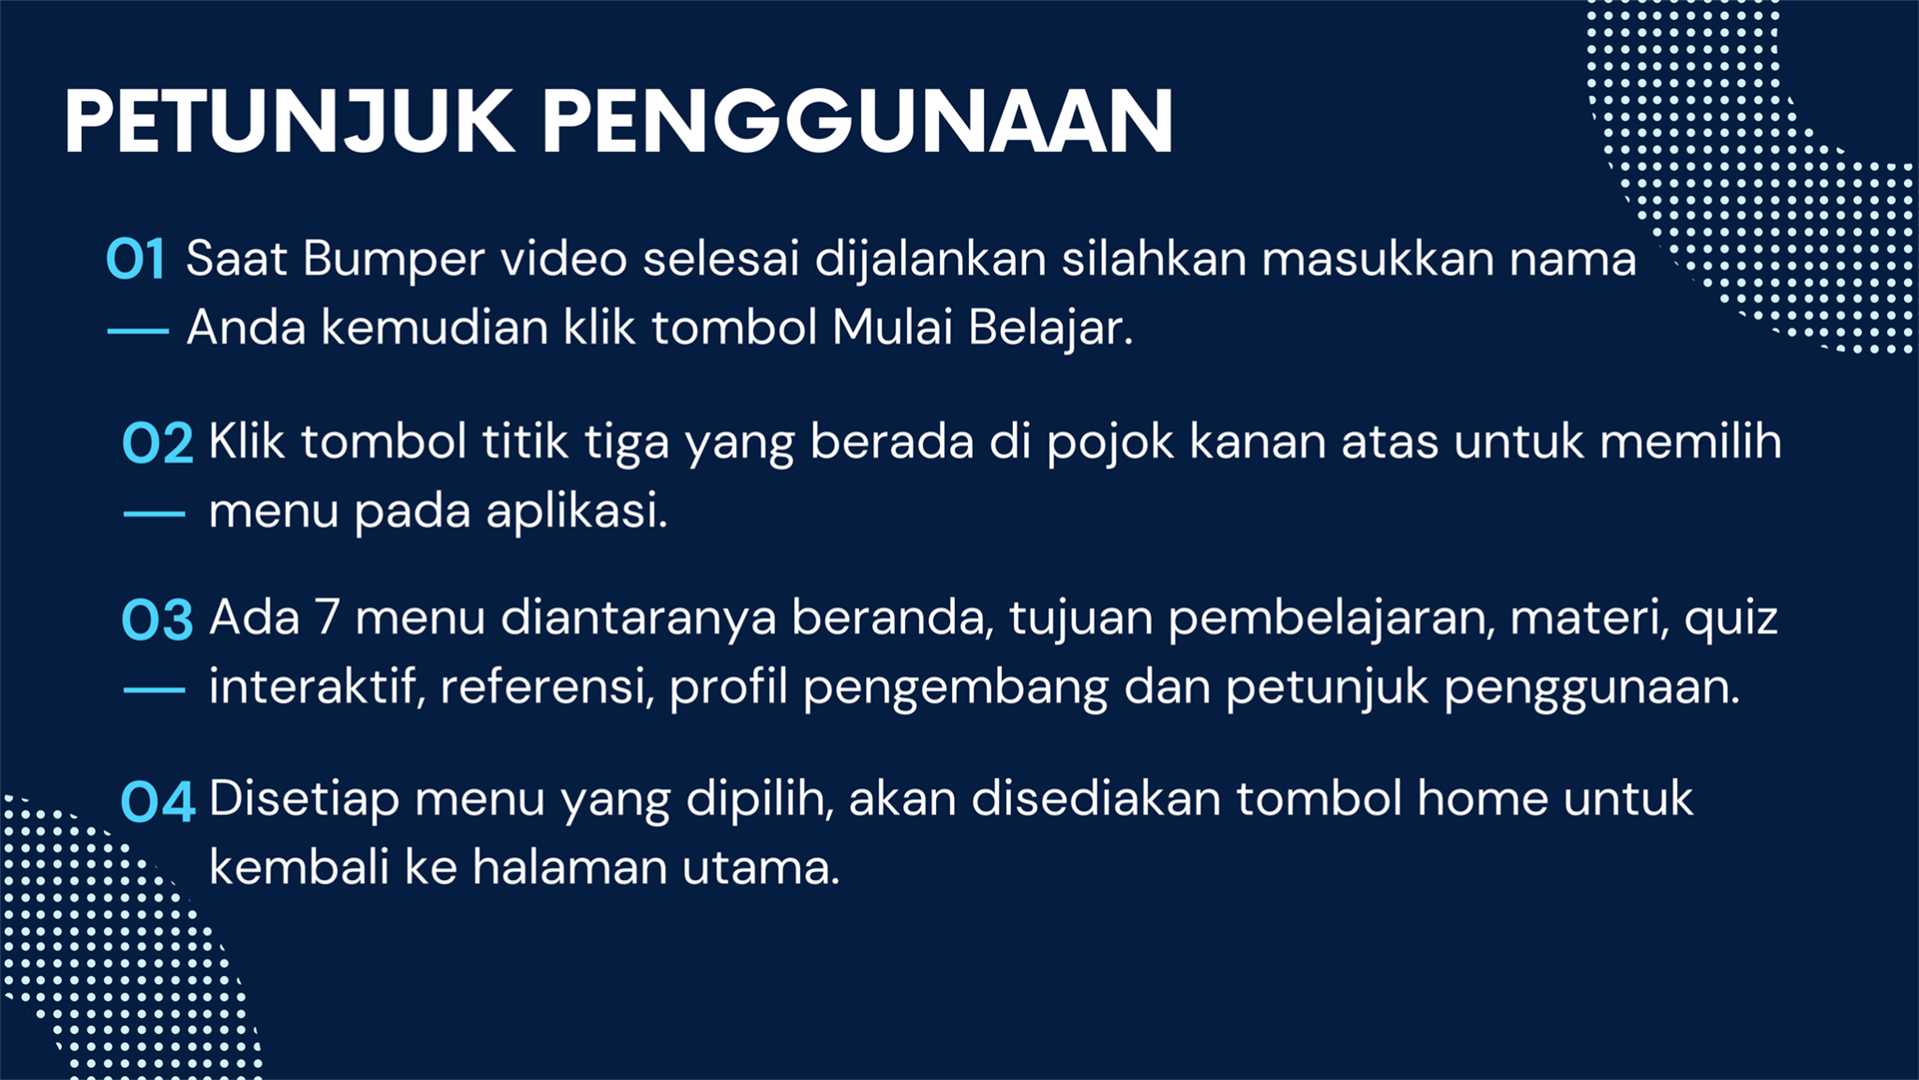 PETUNJUK PENGGUNAAN
01 Saat Bumper video selesai dijalankan silahkan masukkan nama
Anda kemudian klik tombol Mulai Belajar.
02 Klik tombol titik tiga yang berada di pojok kanan atas untuk memilih
menu pada aplikasi.
03 Ada 7 menu diantaranya beranda, tujuan pembelajaran, materi, quiz
interaktif, referensi, profil pengembang dan petunjuk penggunaan.
04 Disetiap menu yang dipilih, akan disediakan tombol home untuk
kembali ke halaman utama.